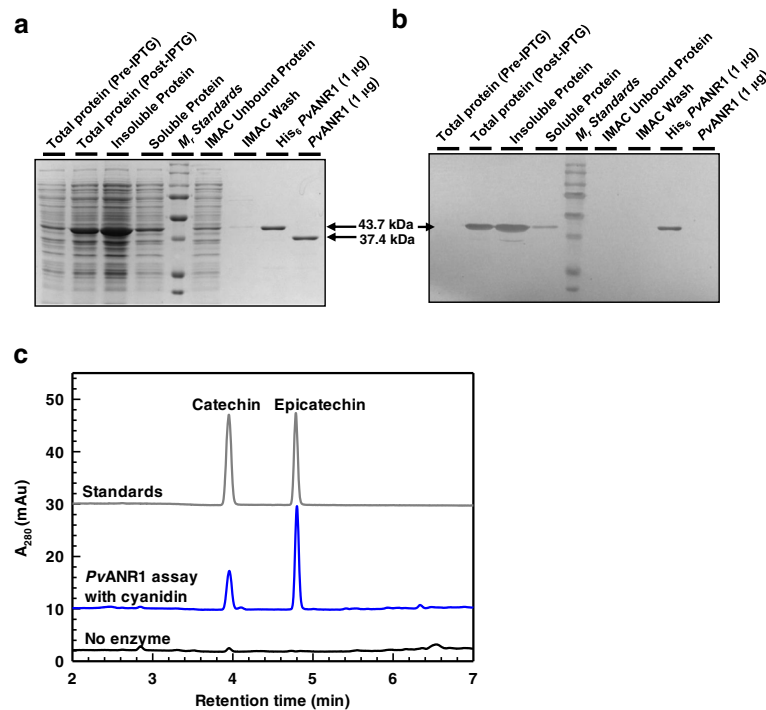 a
Total protein (Pre-IPTG)
Total protein (Post-IPTG)
Insoluble Protein
Soluble Protein
Mr Standards
IMAC Unbound Protein
IMAC Wash
His6 PvANR1 (1 µg)
PvANR1 (1 µg)
43.7 kDa
37.4 kDa
b
Total protein (Pre-IPTG)
Total protein (Post-IPTG)
Insoluble Protein
Soluble Protein
Mr Standards
IMAC Unbound Protein
IMAC Wash
His6 PvANR1 (1 µg)
PvANR1 (1 µg)
c
A280 (mAu)
50
40
30
20
10
0
Catechin Epicatechin
Standards
PvANR1 assay
with cyanidin
No enzyme
2 3 4 5 6 7
Retention time (min)